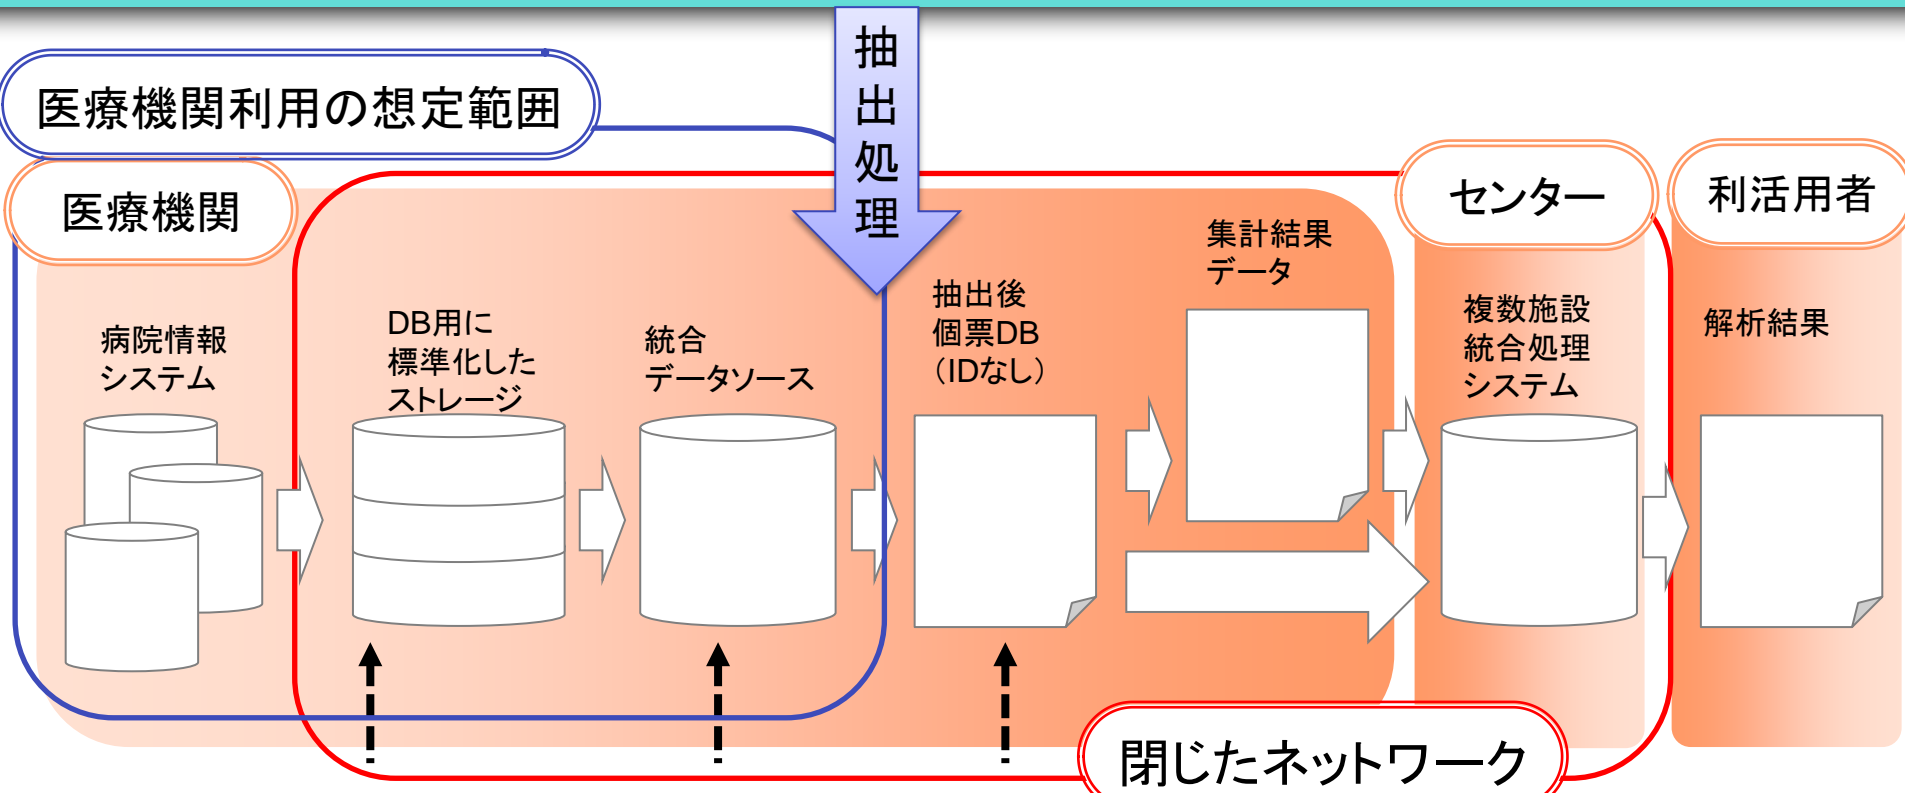 抽出処理
医療機関利用の想定範囲
医療機関
センター
利活用者
病院情報
システム
DB用に
標準化した
ストレージ
統合
データソース
抽出後
個票DB
（IDなし）
集計結果
データ
複数施設
統合処理
システム
解析結果
閉じたネットワーク